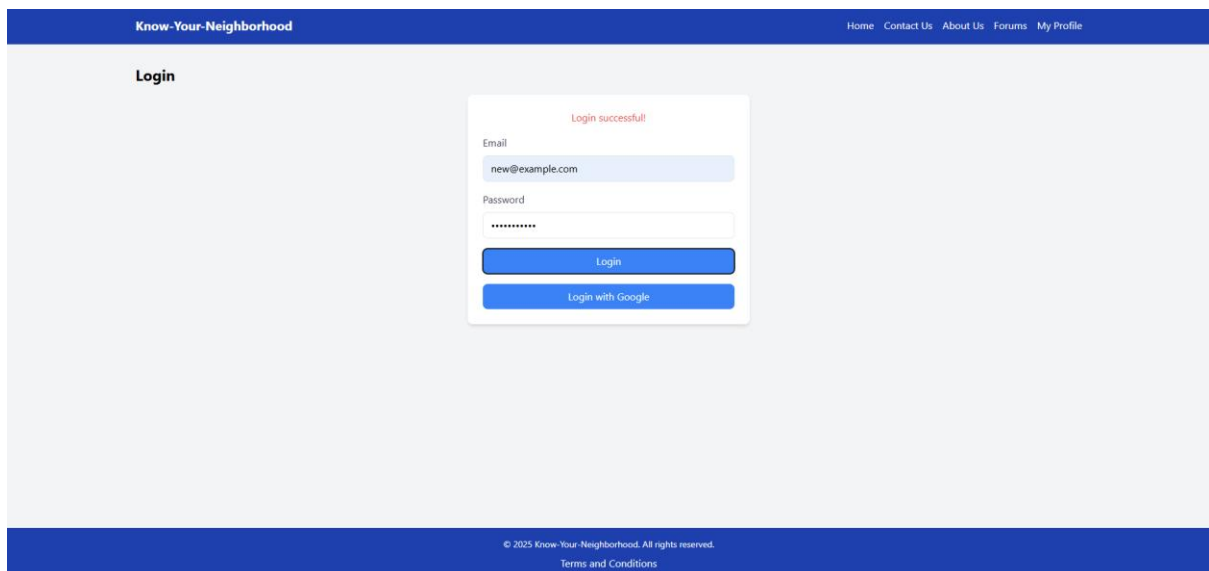 Know-Your-Neighborhood
Home Contact Us About Us Forums My Profile
Login
Login successful!
Email
new@example.com
Password
•••••••••••
Login
Login with Google
© 2025 Know-Your-Neighborhood. All rights reserved.
Terms and Conditions